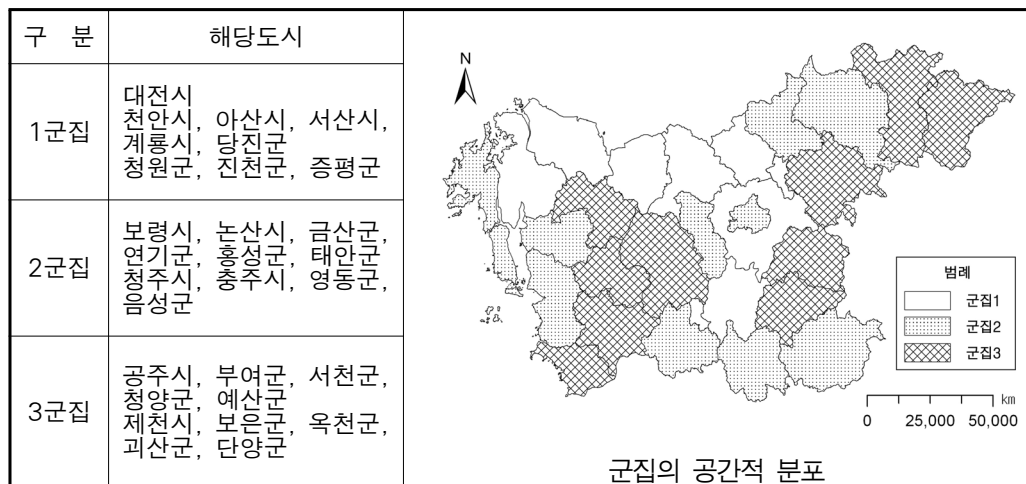 구 분
해당도시
1군집
대전시
천안시, 아산시, 서산시,
계룡시, 당진군
청원군, 진천군, 증평군
2군집
보령시, 논산시, 금산군,
연기군, 홍성군, 태안군
청주시, 충주시, 영동군,
음성군
3군집
공주시, 부여군, 서천군,
청양군, 예산군
제천시, 보은군, 옥천군,
괴산군, 단양군
N
범례
군집1
군집2
군집3
km
0 25,000 50,000
군집의 공간적 분포